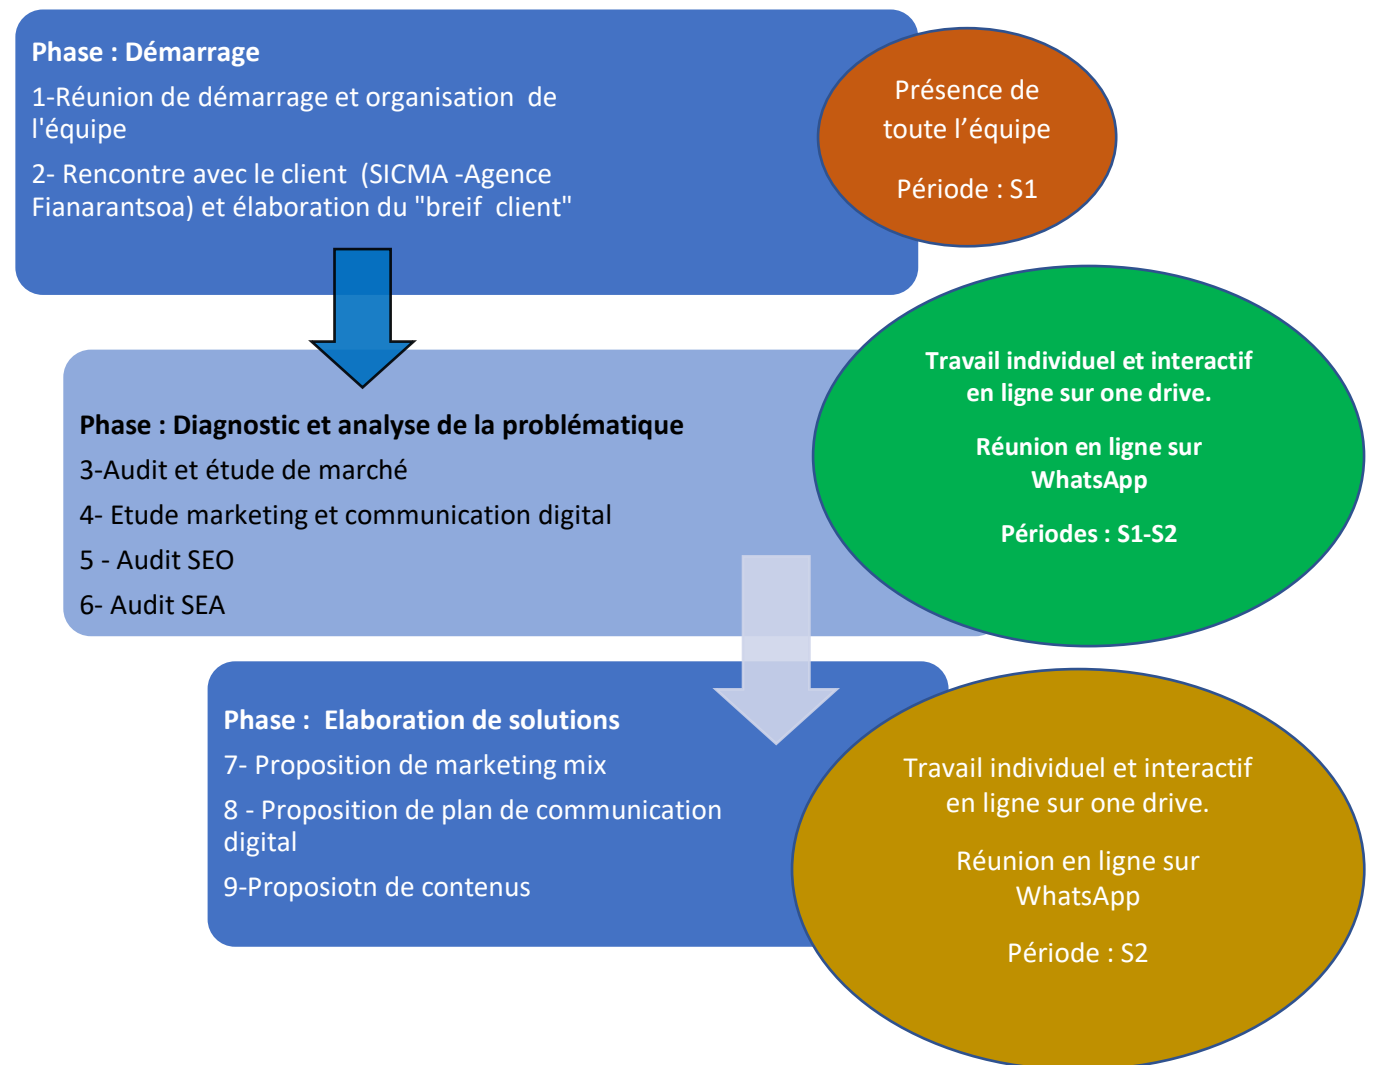 Phase : Démarrage
1-Réunion de démarrage et organisation  de
l'équipe
2- Rencontre avec le client  (SICMA -Agence
Fianarantsoa) et élaboration du "breif  client"
Présence de
toute l’équipe
Période : S1
Phase : Diagnostic et analyse de la problématique
3-Audit et étude de marché
4- Etude marketing et communication digital
5 - Audit SEO
6- Audit SEA
Travail individuel et interactif
en ligne sur one drive.
Réunion en ligne sur
WhatsApp
Périodes : S1-S2
Phase :  Elaboration de solutions
7- Proposition de marketing mix
8 - Proposition de plan de communication
digital
9-Proposiotn de contenus
Travail individuel et interactif
en ligne sur one drive.
Réunion en ligne sur
WhatsApp
Période : S2